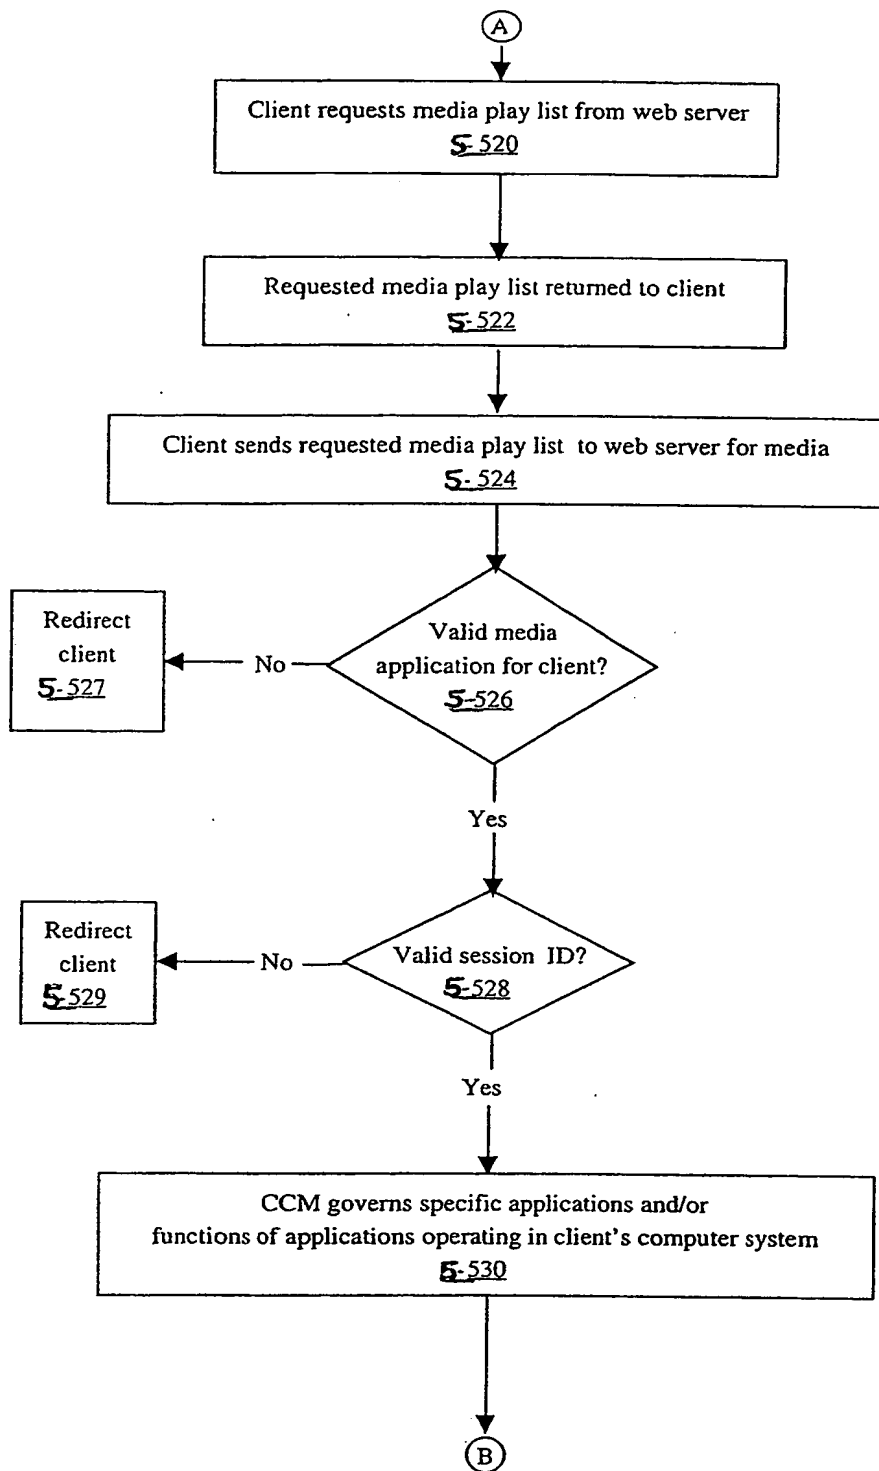 A
Client requests media play list from web server
5-520
Requested media play list returned to client
5-522
Client sends requested media play list to web server for media
5-524
Valid media
application for client?
5-526
No
Redirect
client
5-527
Yes
Valid session ID?
5-528
No
Redirect
client
5-529
Yes
CCM governs specific applications and/or
functions of applications operating in client's computer system
5-530
B